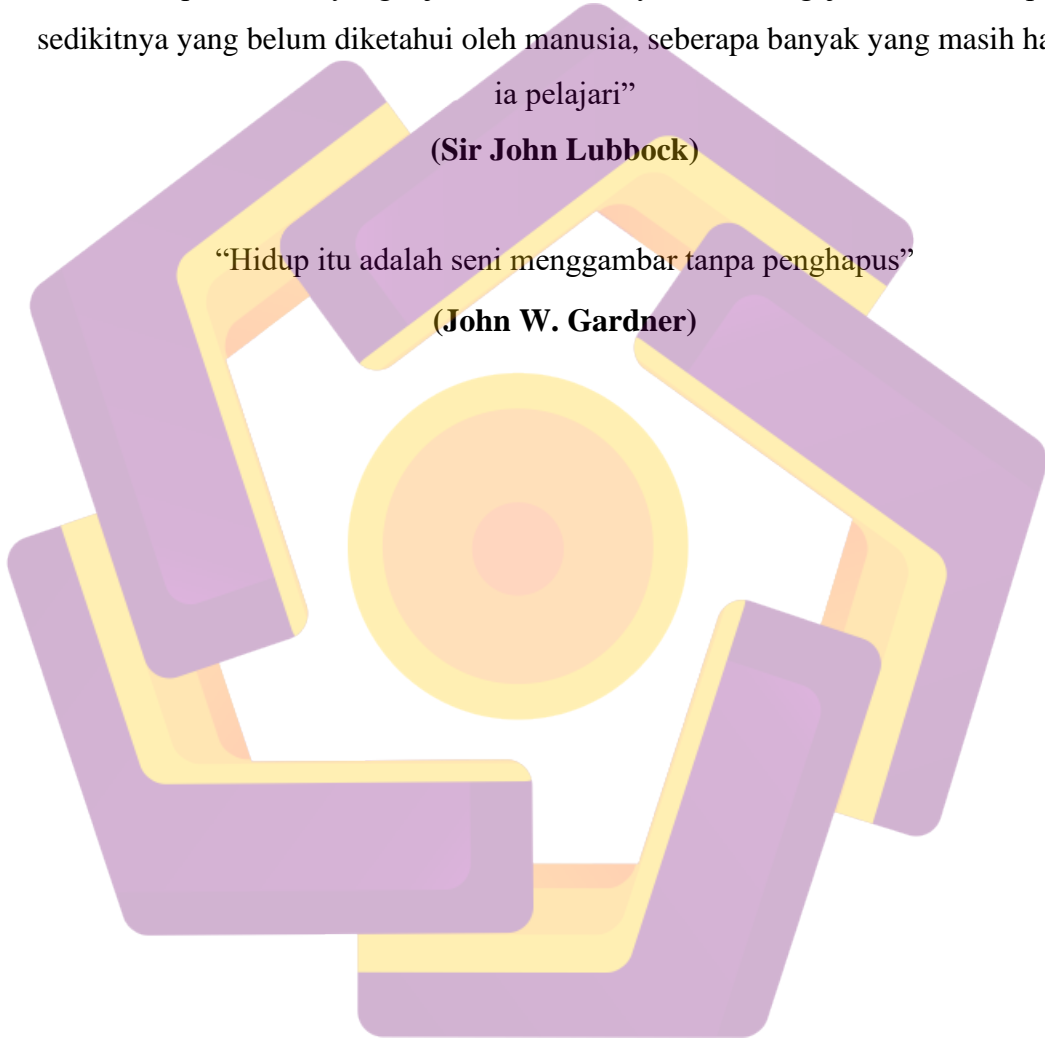 sedikitnya yang belum diketahui oleh manusia, seberapa banyak yang masih
ia pelajari”
(Sir John Lubbock)
“Hidup itu adalah seni menggambar tanpa penghapus”
(John W. Gardner)